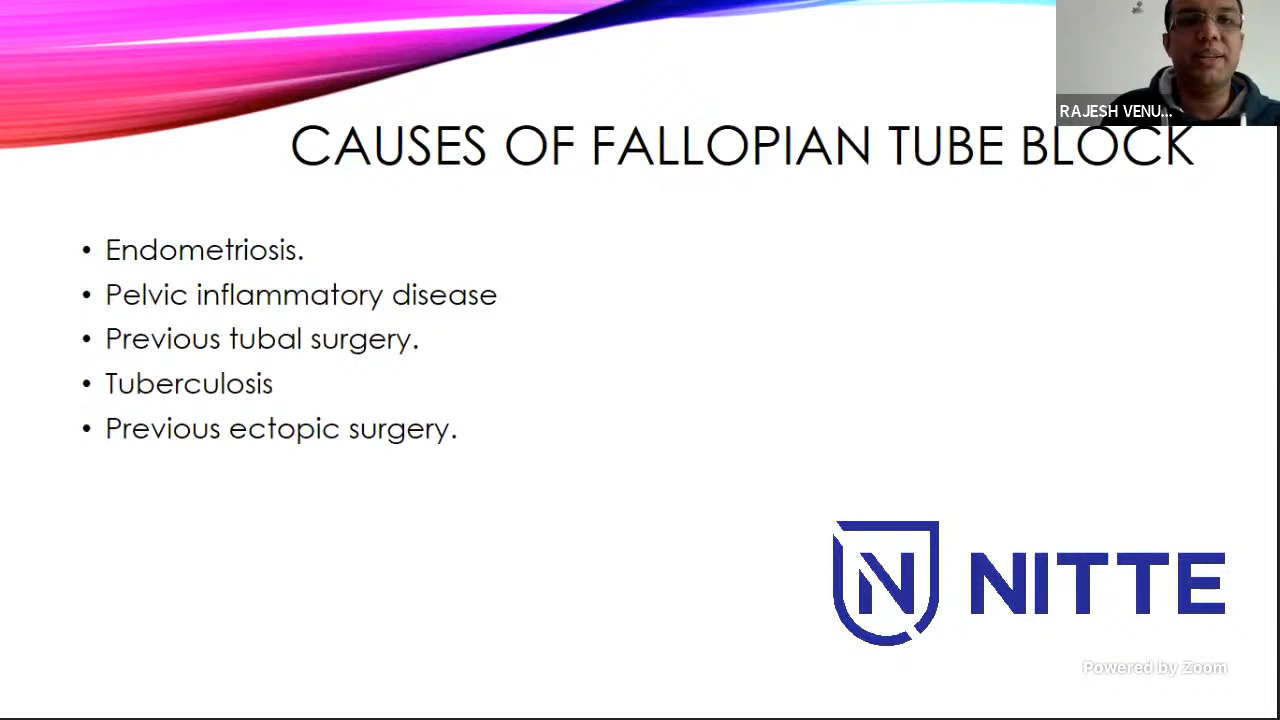 RAJESH VENU...
CAUSES OF FALLOPIAN TUBE BLOCK
• Endometriosis.
• Pelvic inflammatory disease
• Previous tubal surgery.
• Tuberculosis
• Previous ectopic surgery.
N NITTE
Powered by Zoom